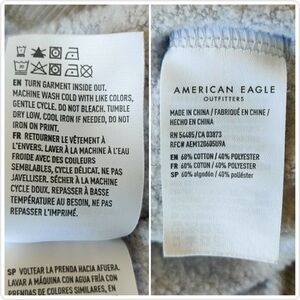 EN TURN GARMENT INSIDE OUT.
MACHINE WASH COLD WITH LIKE COLORS,
GENTLE CYCLE. DO NOT BLEACH. TUMBLE
DRY LOW. COOL IRON IF NEEDED, DO NOT
IRON ON PRINT.
FR RETOURNER LE VÊTEMENT À
L'ENVERS. LAVER À LA MACHINE À L'EAU
FROIDE AVEC DES COULEURS
SEMBLABLES, CYCLE DÉLICAT. NE PAS
JAVELLISER. SÉCHER À LA MACHINE
CYCLE DOUX. REPASSER À BASSE
TEMPÉRATURE AU BESOIN, NE PAS
REPASSER L'IMPRIMÉ.
SP VOLTEAR LA PRENDA HACIA AFUERA.
LAVAR A MÁQUINA CON AGUA FRÍA CON
PRENDAS DE COLORES SIMILARES, EN
AMERICAN EAGLE
OUTFITTERS
MADE IN CHINA / FABRIQUÉ EN CHINE /
HECHO EN CHINA
RN 54485/CA 03873
RFC# AEM120605U9A
EN 60% COTTON / 40% POLYESTER
FR 60% COTON / 40% POLYESTER
SP 60% algodón / 40% poliéster